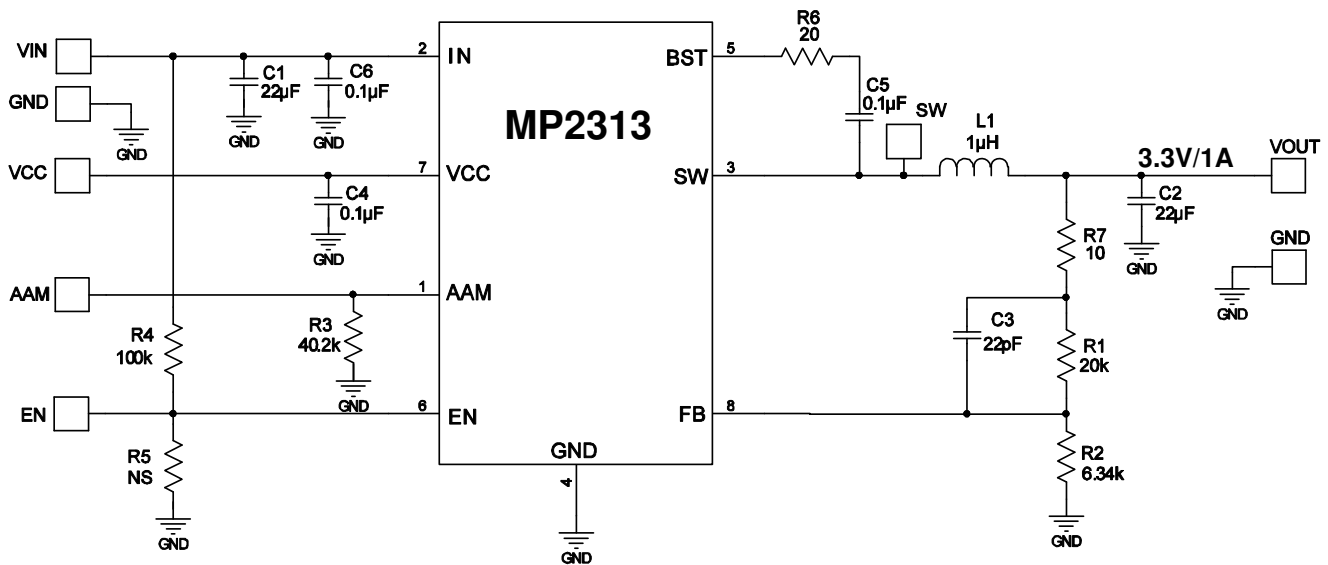 VIN
GND
GND
C1
22µF
GND
C6
0.1µF
GND
VCC
C4
0.1µF
GND
AAM
R4
100k
R3
40.2k
GND
EN
R5
NS
GND
2
IN
7
VCC
1
AAM
6
EN
MP2313
GND
4
GND
BST
5
SW
3
FB
8
R6
20
C5
0.1µF
SW
L1
1µH
3.3V/1A
VOUT
C2
22µF
GND
GND
GND
R7
10
C3
22pF
R1
20k
R2
6.34k
GND